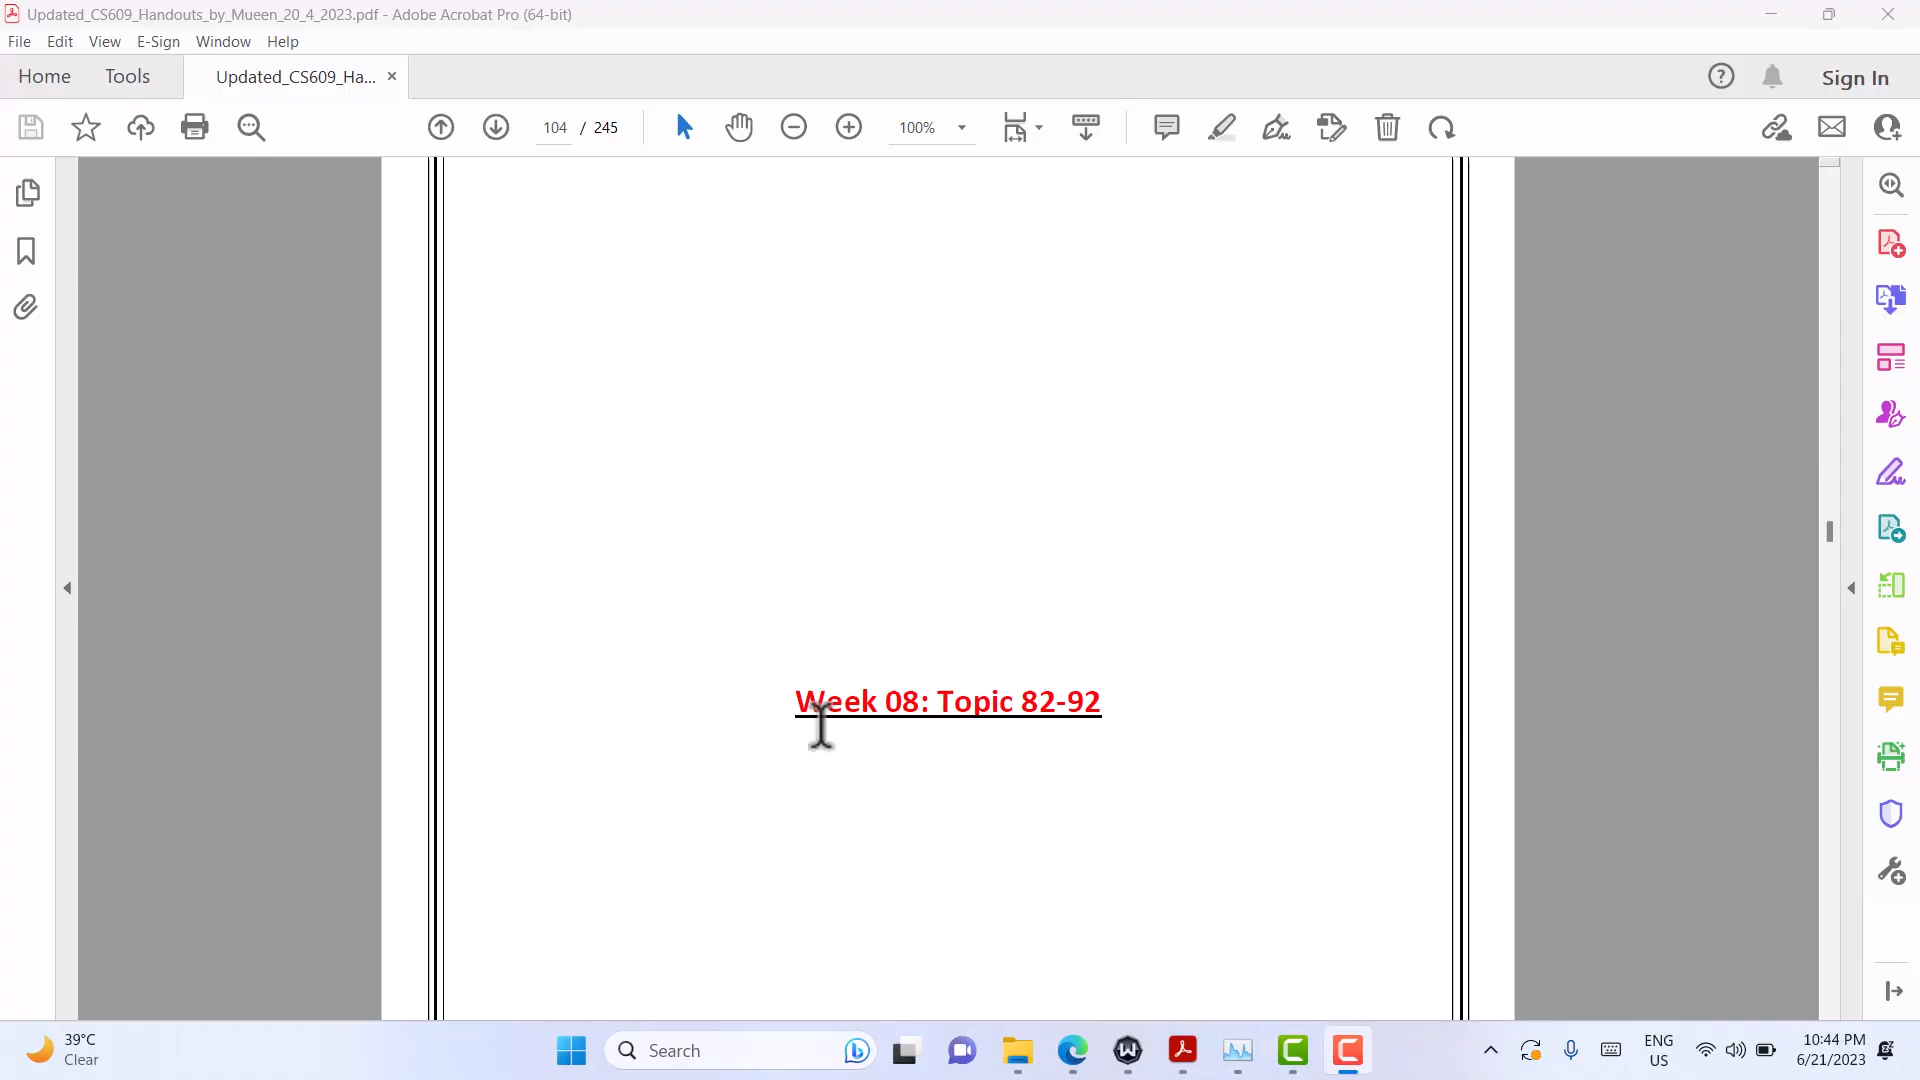 Updated_CS609_Handouts_by_Mueen_20_4_2023.pdf - Adobe Acrobat Pro (64-bit)
File Edit View E-Sign Window Help
Home Tools Updated_CS609_Ha... × Sign In
104 / 245 100%
Week 08: Topic 82-92
39°C
Clear
Search
ENG
US
10:44 PM
6/21/2023